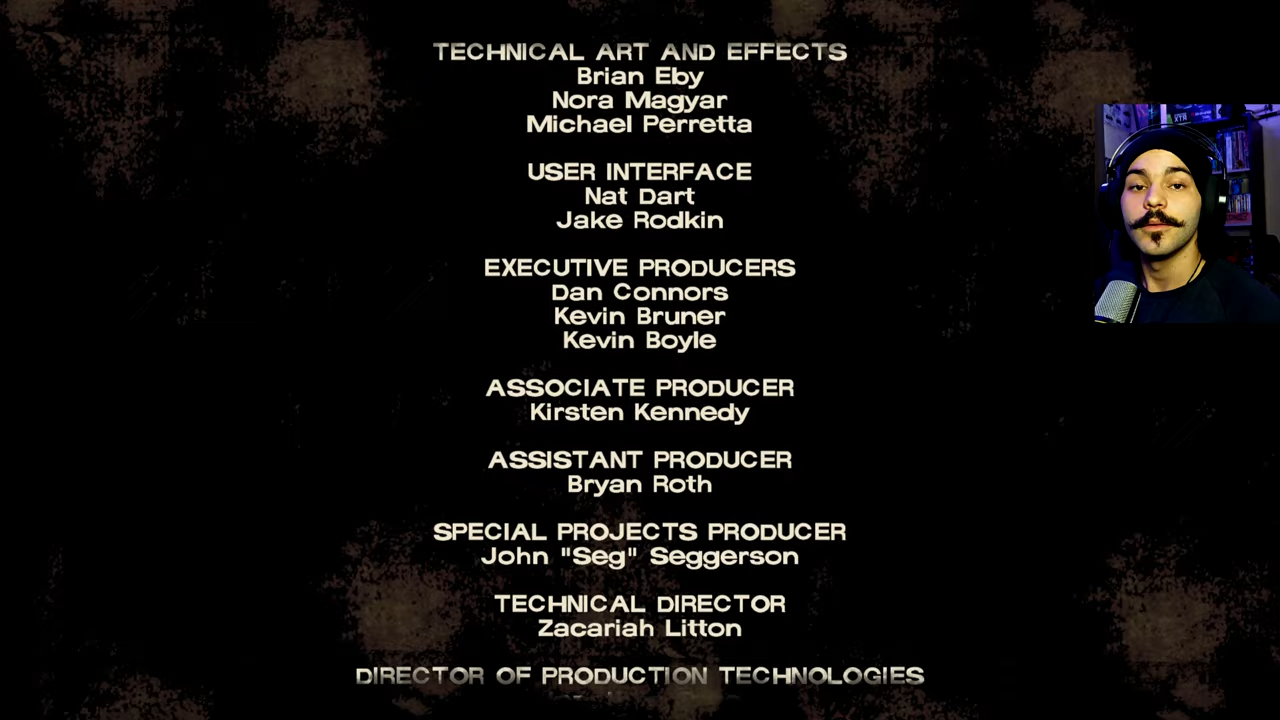 TECHNICAL ART AND EFFECTS
Brian Eby
Nora Magyar
Michael Perretta
USER INTERFACE
Nat Dart
Jake Rodkin
EXECUTIVE PRODUCERS
Dan Connors
Kevin Bruner
Kevin Boyle
ASSOCIATE PRODUCER
Kirsten Kennedy
ASSISTANT PRODUCER
Bryan Roth
SPECIAL PROJECTS PRODUCER
John "Seg" Seggerson
TECHNICAL DIRECTOR
Zacariah Litton
DIRECTOR OF PRODUCTION TECHNOLOGIES